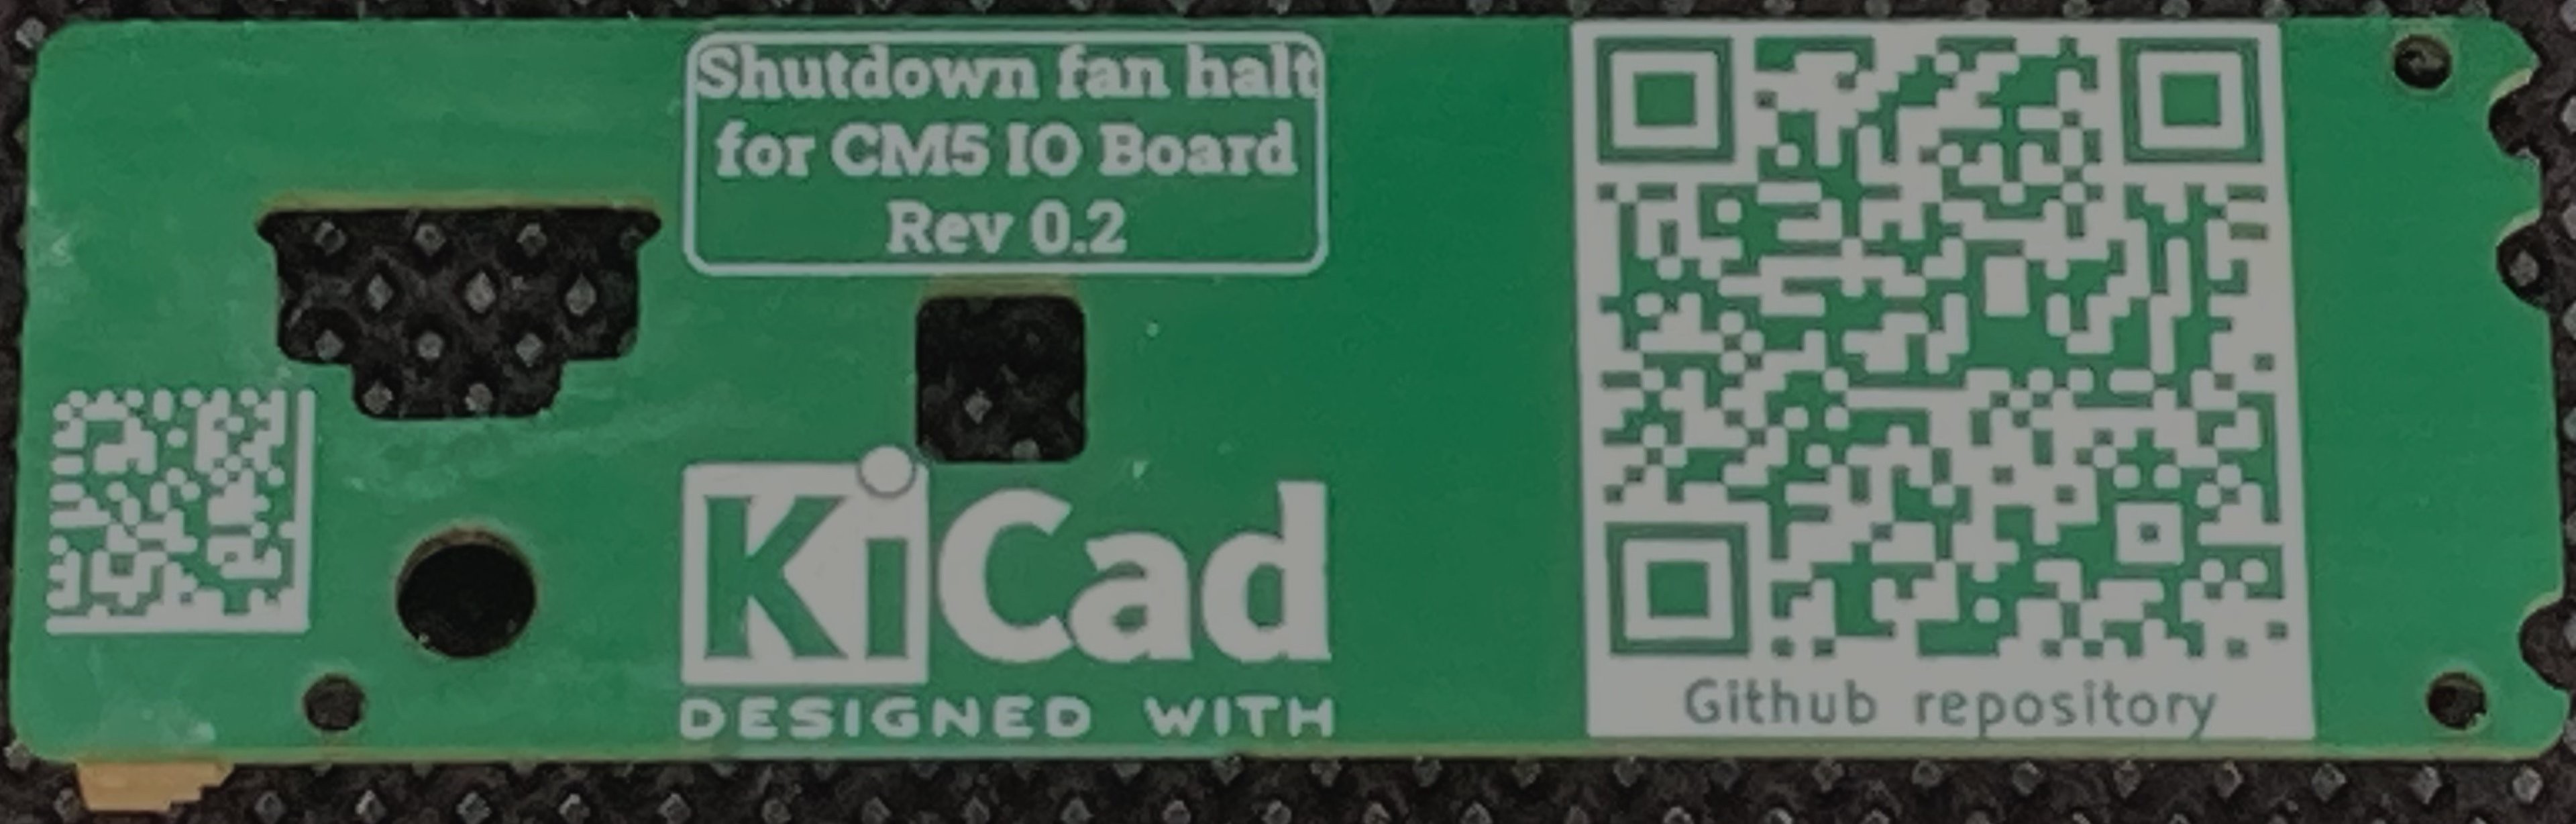 Shutdown fan halt
for CM5 IO Board
Rev 0.2
KiCad
DESIGNED WITH
Github repository